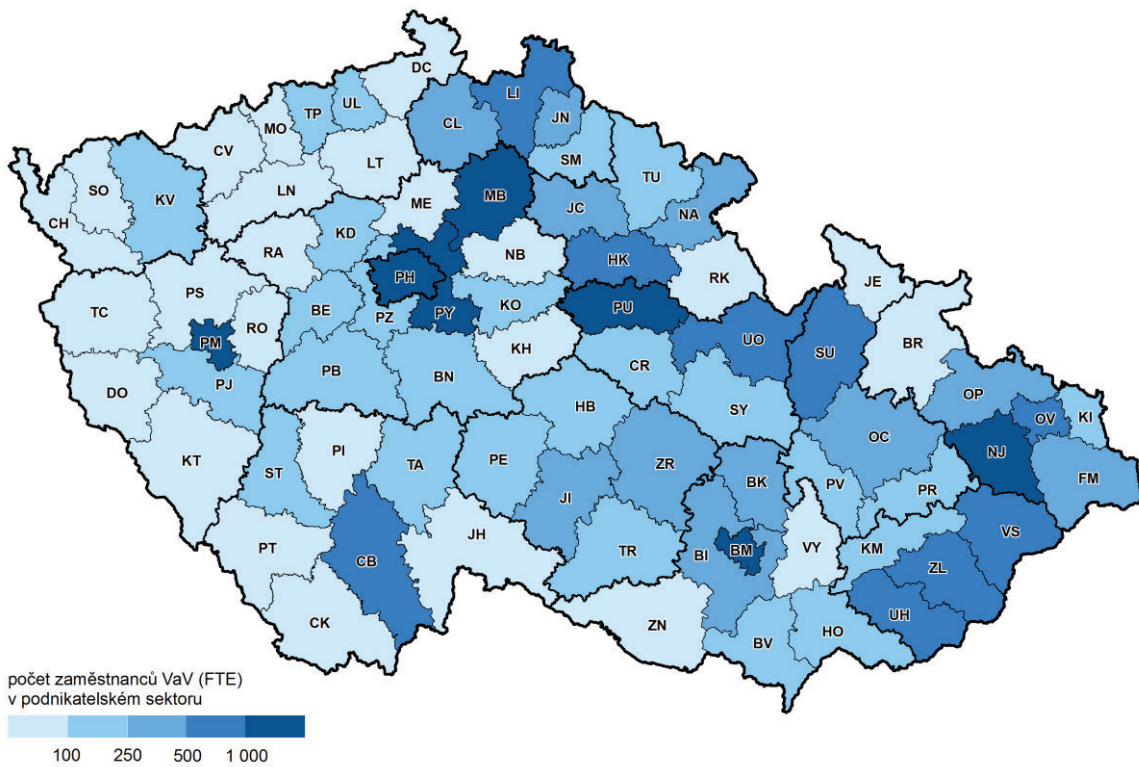 DC
LI
UL
TP
JN
CL
MO
CV
LT
SM
TU
SO
KV
LN
MB
ME
JC
NA
CH
KD
RA
NB
HK
PH
RK
JE
PS
TC
BE
KO
PU
RO
PZ
PY
UO
SU
BR
PM
KH
CR
PB
BN
DO
PJ
OP
HB
SY
OV
KI
OC
NJ
KT
ST
PI
TA
PE
ZR
FM
BK
PV
PR
JI
VS
JH
BI
BM
VY
KM
PT
CB
TR
ZL
UH
CK
ZN
HO
BV
počet zaměstnanců VaV (FTE)
v podnikatelském sektoru
100 250 500 1 000